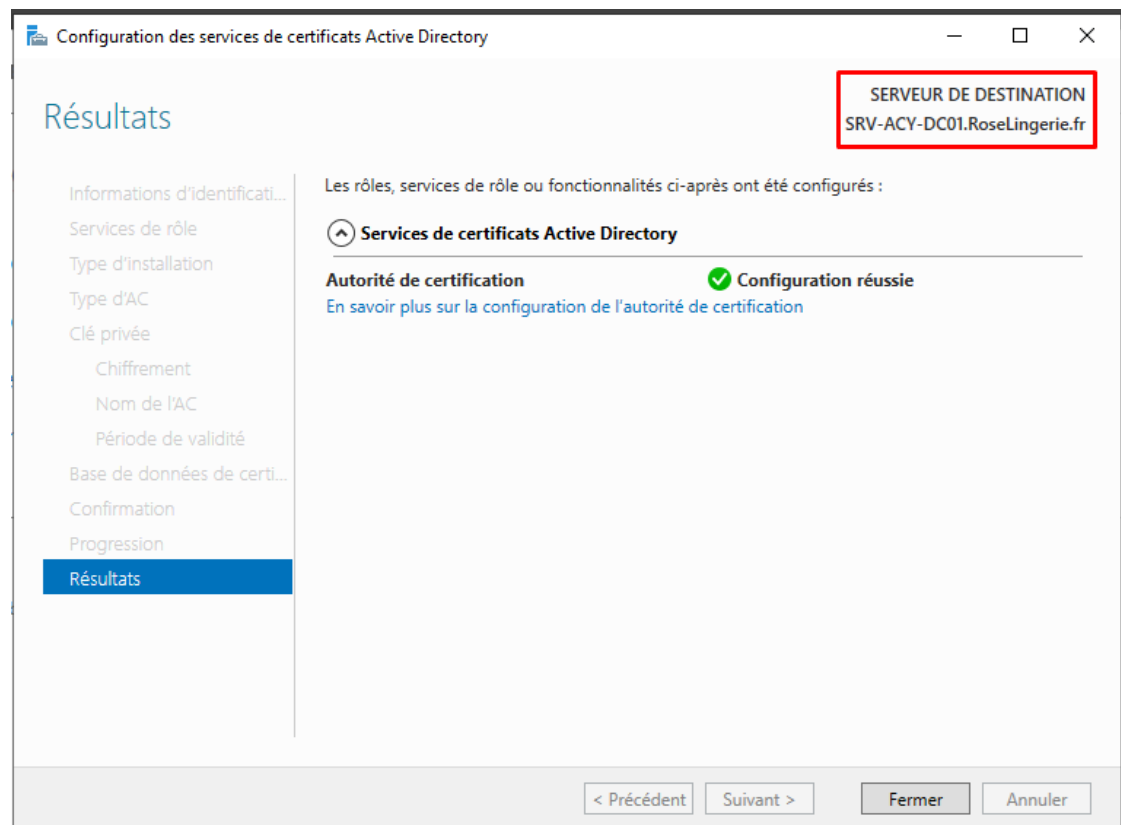 Configuration des services de certificats Active Directory
Résultats
SERVEUR DE DESTINATION
SRV-ACY-DC01.RoseLingerie.fr
Informations d'identificati...
Services de rôle
Type d'installation
Type d'AC
Clé privée
Chiffrement
Nom de l'AC
Période de validité
Base de données de certi...
Confirmation
Progression
Résultats
Les rôles, services de rôle ou fonctionnalités ci-après ont été configurés :
Services de certificats Active Directory
Autorité de certification Configuration réussie
En savoir plus sur la configuration de l'autorité de certification
< Précédent Suivant > Fermer Annuler